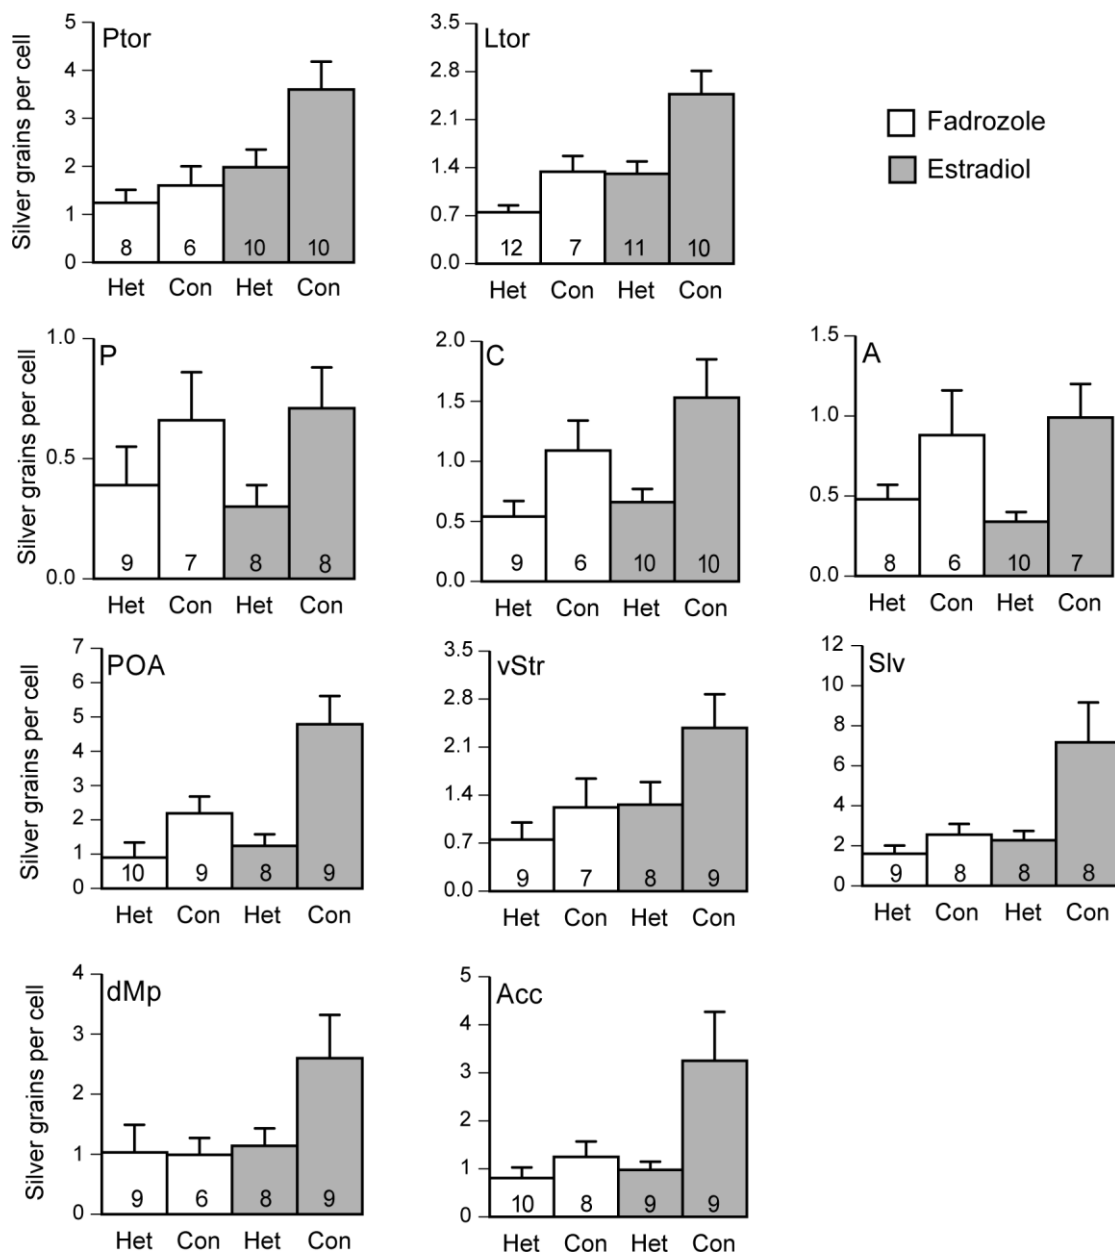 Silver grains per cell
Ptor
5
4
3
2
1
0
8 6 10 10
Het Con Het Con
Ltor
3.5
2.8
2.1
1.4
0.7
0.0
12 7 11 10
Het Con Het Con
Fadrozole
Estradiol
Silver grains per cell
P
1.0
0.5
0.0
9 7 8 8
Het Con Het Con
C
2.0
1.5
1.0
0.5
0.0
9 6 10 10
Het Con Het Con
A
1.5
1.0
0.5
0.0
8 6 10 7
Het Con Het Con
Silver grains per cell
POA
7
6
5
4
3
2
1
0
10 9 8 9
Het Con Het Con
vStr
3.5
2.8
2.1
1.4
0.7
0.0
9 7 8 9
Het Con Het Con
Slv
12
10
8
6
4
2
0
9 8 8 8
Het Con Het Con
Silver grains per cell
dMp
4
3
2
1
0
9 6 8 9
Het Con Het Con
Acc
5
4
3
2
1
0
10 8 9 9
Het Con Het Con